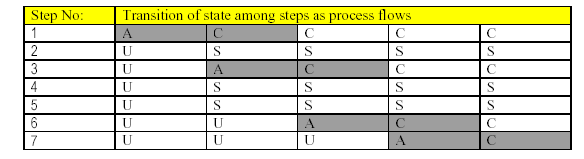 Step No: Transition of state among steps as process flows
1 A C C C C
2 U S S S S
3 U A C C C
4 U S S S S
5 U S S S S
6 U U A C C
7 U U U A C